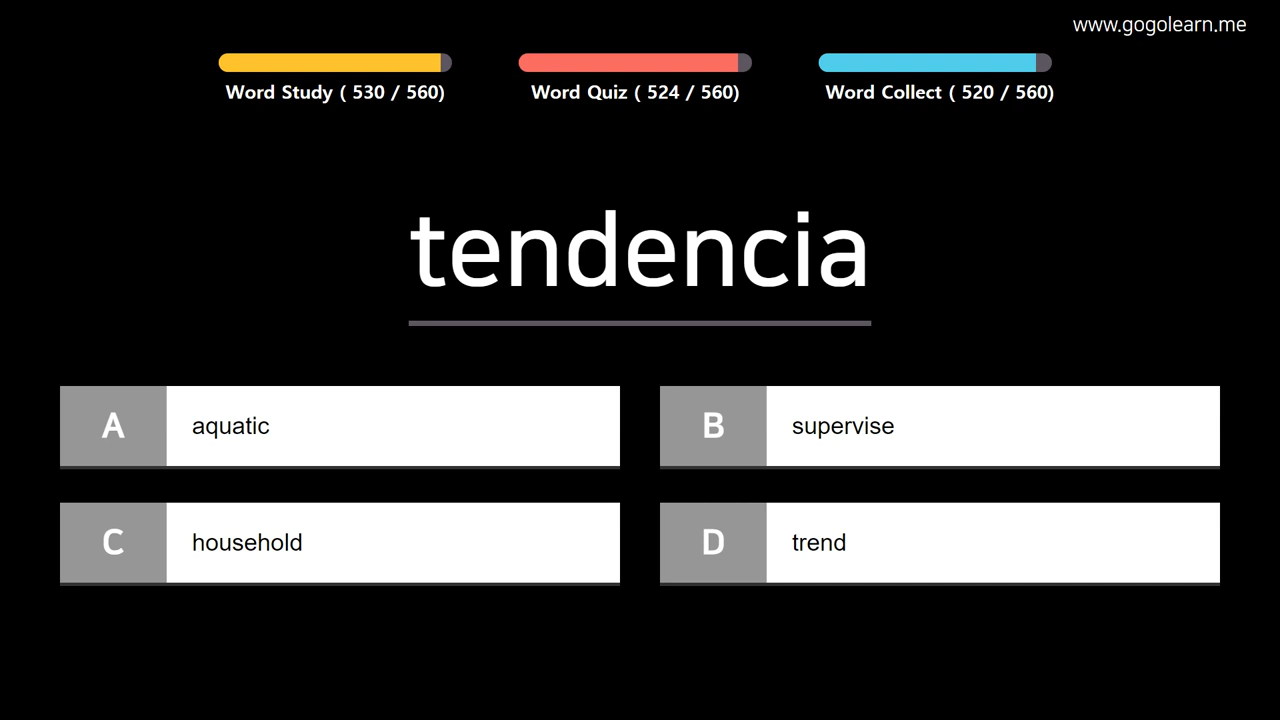 www.gogolearn.me
Word Study ( 530 / 560)
Word Quiz ( 524 / 560)
Word Collect ( 520 / 560)
tendencia
A aquatic
B supervise
C household
D trend